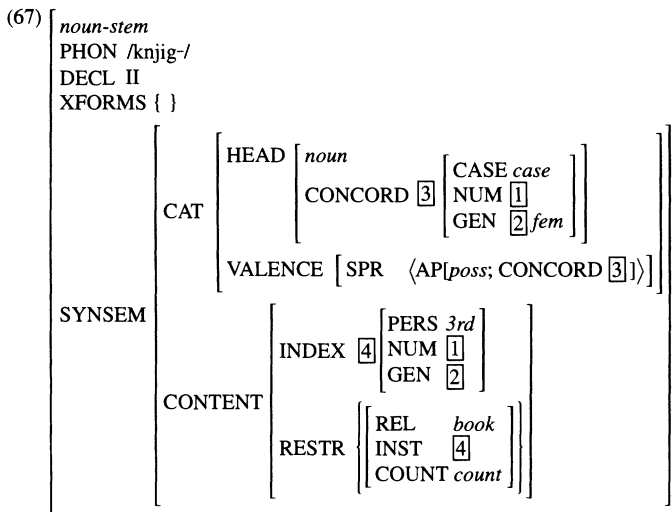 (67)
noun-stem
PHON /knjig-/
DECL II
XFORMS { }
HEAD noun
CASE case
CONCORD 3 NUM 1
CAT
GEN 2 fem
VALENCE [ SPR ⟨AP[poss; CONCORD 3 ]⟩]
SYNSEM
PERS 3rd
INDEX 4 NUM 1
GEN 2
CONTENT
REL book
RESTR { INST 4 }
COUNT count